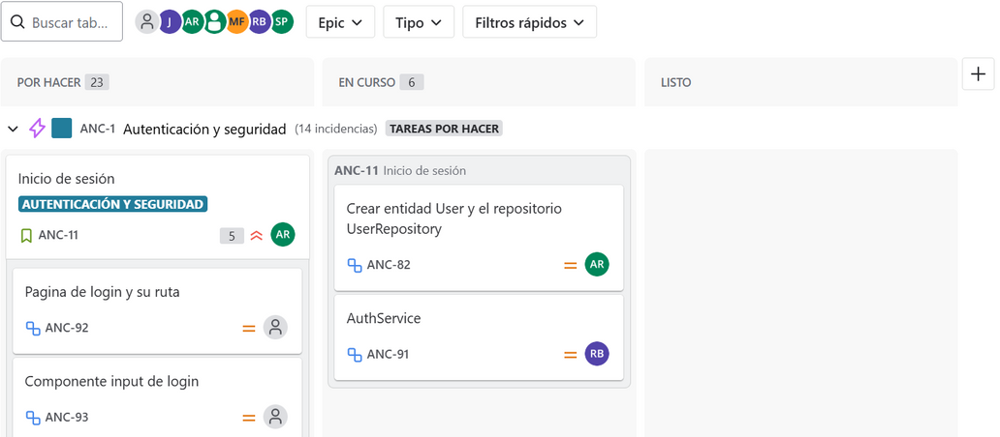 Buscar tab...
J AR MF RB SP
Epic
Tipo
Filtros rápidos
POR HACER 23
EN CURSO 6
LISTO
ANC-1 Autenticación y seguridad (14 incidencias) TAREAS POR HACER
Inicio de sesión
AUTENTICACIÓN Y SEGURIDAD
ANC-11 5 AR
Pagina de login y su ruta
ANC-92
Componente input de login
ANC-93
ANC-11 Inicio de sesión
Crear entidad User y el repositorio
UserRepository
ANC-82 AR
AuthService
ANC-91 RB